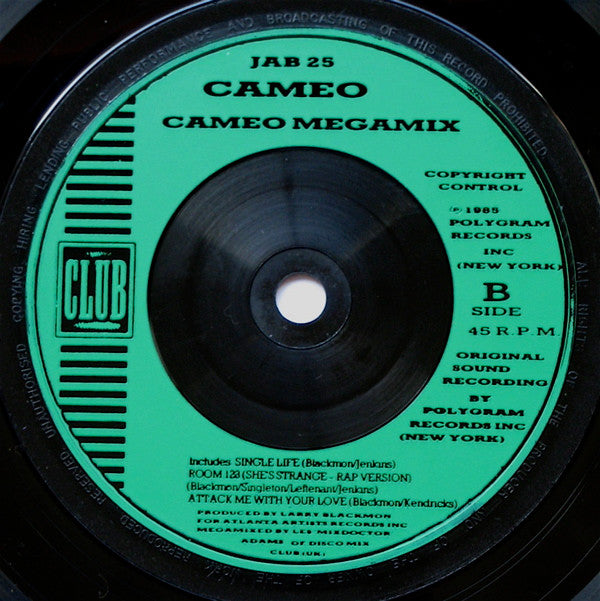 JAB 25
CAMEO
CAMEO MEGAMIX
COPYRIGHT
CONTROL
℗ 1985
POLYGRAM
RECORDS
INC
(NEW YORK)
CLUB
B
SIDE
45 R.P.M.
ORIGINAL
SOUND
RECORDING
BY
POLYGRAM
RECORDS INC
(NEW YORK)
Includes SINGLE LIFE (Blackmon/Jenkins)
ROOM 123 (SHE'S STRANGE - RAP VERSION)
(Blackmon/Singleton/Leftenant/Jenkins)
ATTACK ME WITH YOUR LOVE (Blackmon/Kendricks)
PRODUCED BY LARRY BLACKMON
FOR ATLANTA ARTISTS RECORDS INC
MEGAMIXED BY LES MIXDOCTOR
ADAMS of DISCO MIX
CLUB (UK)
UNAUTHORISED COPYING HIRING LENDING PUBLIC PERFORMANCE AND BROADCASTING OF THIS RECORD PROHIBITED
ALL RIGHTS OF THE